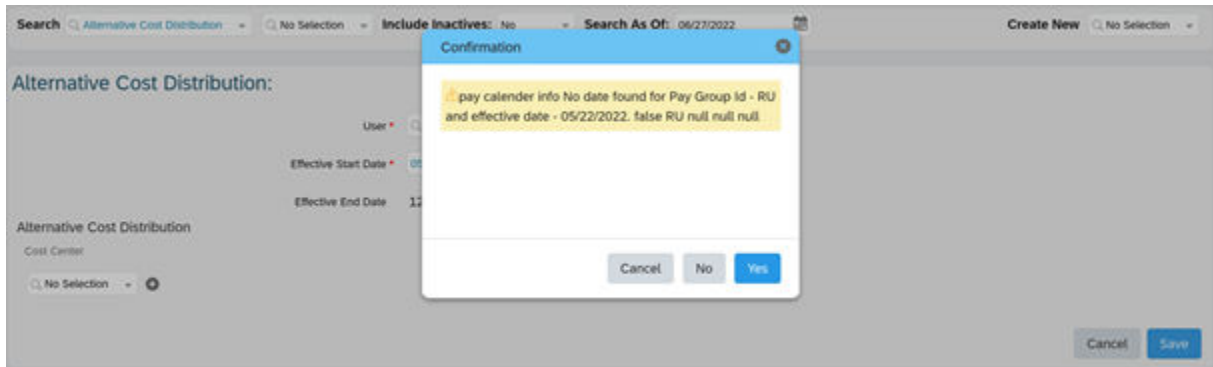 Search Alternative Cost Distribution No Selection Include Inactives: No Search As Of: 06/27/2022 Create New No Selection
Confirmation
Alternative Cost Distribution:
pay calender info No date found for Pay Group Id - RU
and effective date - 05/22/2022. false RU null null null
User *
Effective Start Date * 05
Effective End Date 12
Alternative Cost Distribution
Cost Center
No Selection
Cancel No Yes
Cancel Save